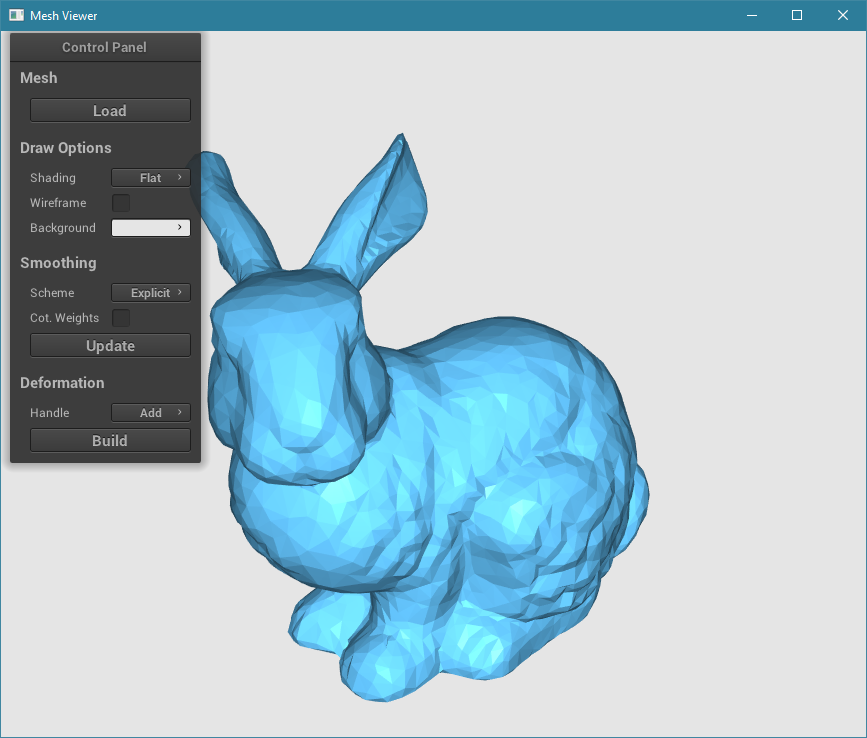 Mesh Viewer
Control Panel
Mesh
Load
Draw Options
Shading Flat
Wireframe
Background
Smoothing
Scheme Explicit
Cot. Weights
Update
Deformation
Handle Add
Build